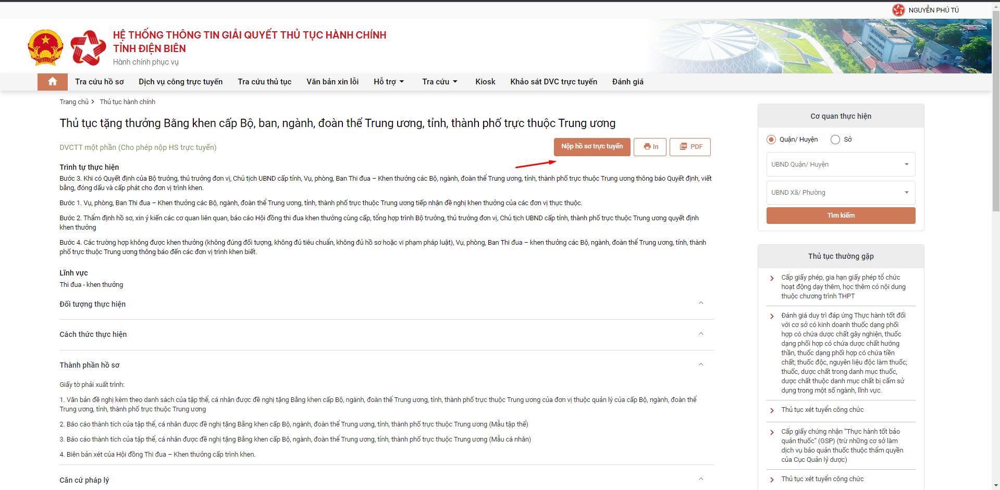 NGUYỄN PHÚ TÚ
HỆ THỐNG THÔNG TIN GIẢI QUYẾT THỦ TỤC HÀNH CHÍNH
TỈNH ĐIỆN BIÊN
Hành chính phục vụ
Tra cứu hồ sơ Dịch vụ công trực tuyến Tra cứu thủ tục Văn bản xin lỗi Hỗ trợ Tra cứu Kiosk Khảo sát DVC trực tuyến Đánh giá
Trang chủ > Thủ tục hành chính
Thủ tục tặng thưởng Bằng khen cấp Bộ, ban, ngành, đoàn thể Trung ương, tỉnh, thành phố trực thuộc Trung ương
DVCTT một phần (Cho phép nộp HS trực tuyến)
Nộp hồ sơ trực tuyến In PDF
Trình tự thực hiện
Bước 3. Khi có Quyết định của Bộ trưởng, thủ trưởng đơn vị, Chủ tịch UBND cấp tỉnh, Vụ, phòng, Ban Thi đua – Khen thưởng các Bộ, ngành, đoàn thể Trung ương, tỉnh, thành phố trực thuộc Trung ương thông báo Quyết định, viết
bằng, đóng dấu và cấp phát cho đơn vị trình khen.
Bước 1. Vụ, phòng, Ban Thi đua – Khen thưởng các Bộ, ngành, đoàn thể Trung ương, tỉnh, thành phố trực thuộc Trung ương tiếp nhận đề nghị khen thưởng của các đơn vị thực thuộc.
Bước 2. Thẩm định hồ sơ, xin ý kiến các cơ quan liên quan, báo cáo Hội đồng thi đua khen thưởng cùng cấp, tổng hợp trình Bộ trưởng, thủ trưởng đơn vị, Chủ tịch UBND cấp tỉnh, thành phố trực thuộc Trung ương quyết định
khen thưởng
Bước 4. Các trường hợp không được khen thưởng (không đúng đối tượng, không đủ tiêu chuẩn, không đủ hồ sơ hoặc vi phạm pháp luật), Vụ, phòng, Ban Thi đua – khen thưởng các Bộ, ngành, đoàn thể Trung ương, tỉnh, thành
phố trực thuộc Trung ương thông báo đến các đơn vị trình khen biết.
Lĩnh vực
Thi đua - khen thưởng
Đối tượng thực hiện
Cách thức thực hiện
Thành phần hồ sơ
Giấy tờ phải xuất trình:
1. Văn bản đề nghị kèm theo danh sách của tập thể, cá nhân được đề nghị tặng Bằng khen cấp Bộ, ngành, đoàn thể Trung ương, tỉnh, thành phố trực thuộc Trung ương của đơn vị thuộc quản lý của cấp Bộ, ngành, đoàn thể
Trung ương, tỉnh, thành phố trực thuộc Trung ương
2. Báo cáo thành tích của tập thể, cá nhân được đề nghị tặng Bằng khen cấp Bộ, ngành, đoàn thể Trung ương, tỉnh, thành phố trực thuộc Trung ương (Mẫu tập thể)
3. Báo cáo thành tích của tập thể, cá nhân được đề nghị tặng Bằng khen cấp Bộ, ngành, đoàn thể Trung ương, tỉnh, thành phố trực thuộc Trung ương (Mẫu cá nhân)
4. Biên bản xét của Hội đồng Thi đua – Khen thưởng cấp trình khen.
Căn cứ pháp lý
Cơ quan thực hiện
Quận/ Huyện Sở
UBND Quận/ Huyện
UBND Xã/ Phường
Tìm kiếm
Thủ tục thường gặp
Cấp giấy phép, gia hạn giấy phép tổ chức
hoạt động dạy thêm, học thêm có nội dung
thuộc chương trình THPT
Đánh giá duy trì đáp ứng Thực hành tốt đối
với cơ sở có kinh doanh thuốc dạng phối
hợp có chứa dược chất gây nghiện, thuốc
dạng phối hợp có chứa dược chất hướng
thần, thuốc dạng phối hợp có chứa tiền
chất; thuốc độc, nguyên liệu độc làm thuốc;
thuốc, dược chất trong danh mục thuốc,
dược chất thuộc danh mục chất bị cấm sử
dụng trong một số ngành, lĩnh vực.
Thủ tục xét tuyển công chức
Cấp giấy chứng nhận “Thực hành tốt bảo
quản thuốc” (GSP) (trừ những cơ sở làm
dịch vụ bảo quản thuốc thuộc thẩm quyền
của Cục Quản lý dược)
Thủ tục xét tuyển công chức